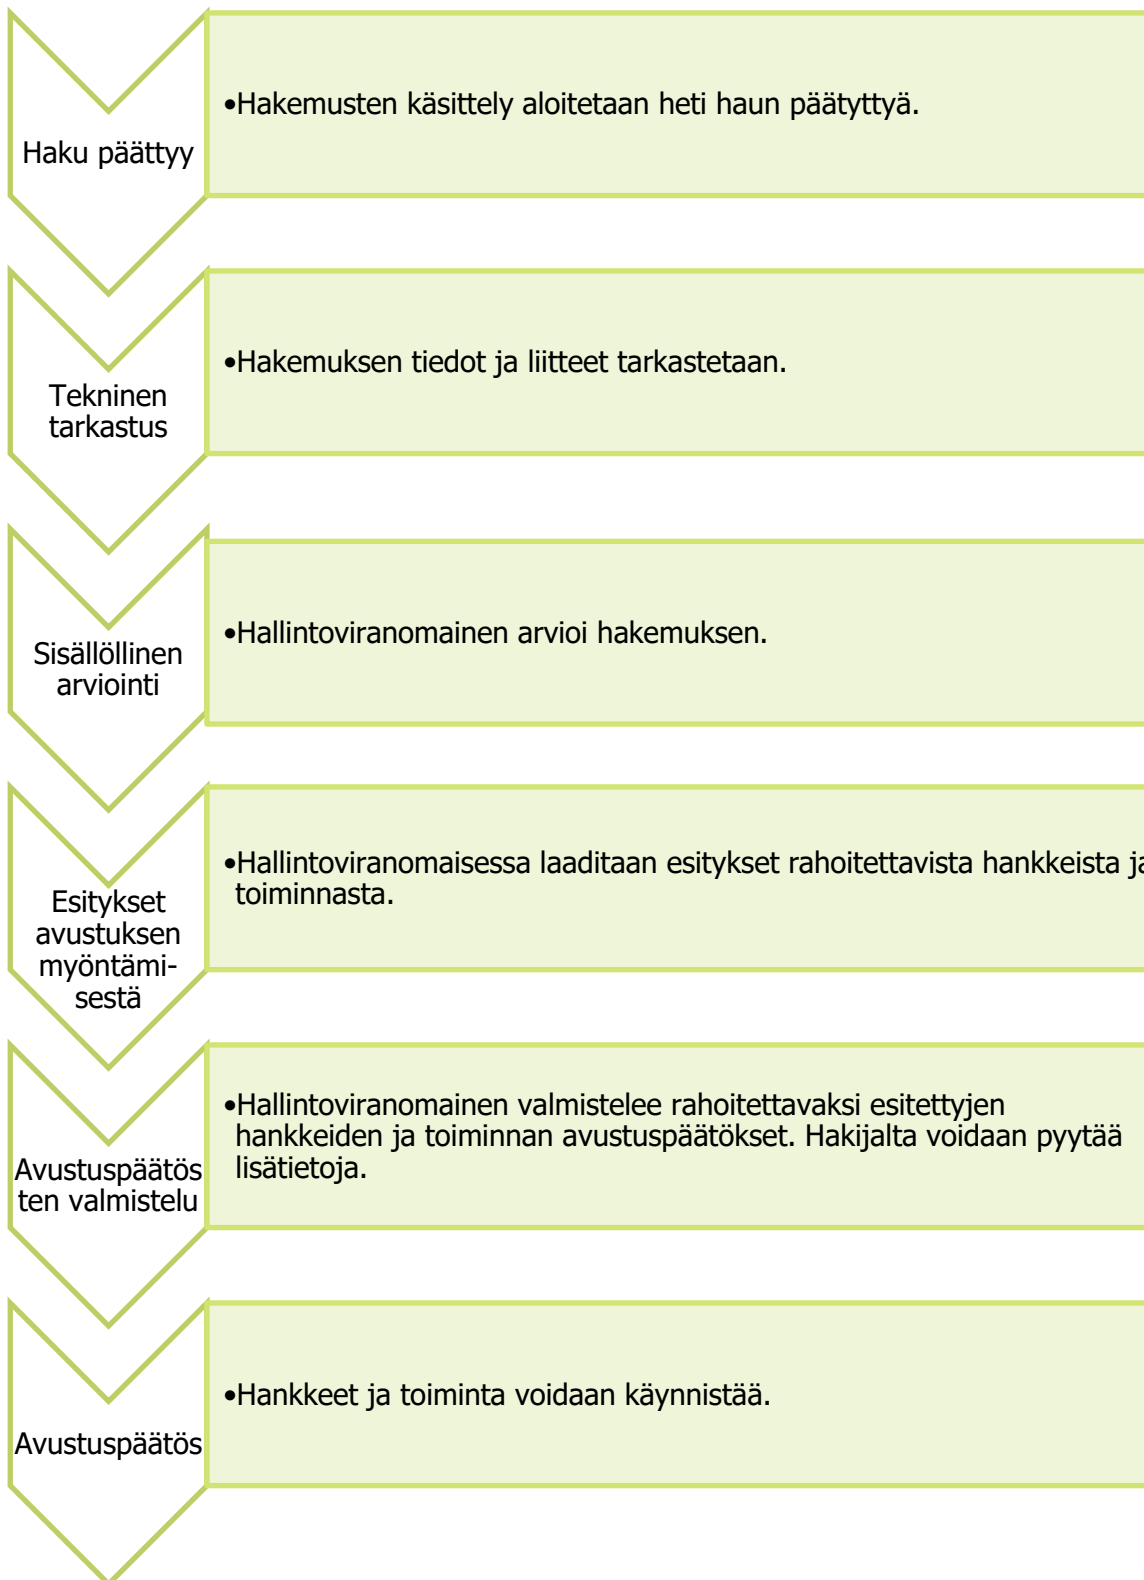 Haku päättyy
•Hakemusten käsittely aloitetaan heti haun päätyttyä.
Tekninen
tarkastus
•Hakemuksen tiedot ja liitteet tarkastetaan.
Sisällöllinen
arviointi
•Hallintoviranomainen arvioi hakemuksen.
Esitykset
avustuksen
myöntämi-
sestä
•Hallintoviranomaisessa laaditaan esitykset rahoitettavista hankkeista ja
toiminnasta.
Avustuspäätös
ten valmistelu
•Hallintoviranomainen valmistelee rahoitettavaksi esitettyjen
hankkeiden ja toiminnan avustuspäätökset. Hakijalta voidaan pyytää
lisätietoja.
Avustuspäätös
•Hankkeet ja toiminta voidaan käynnistää.